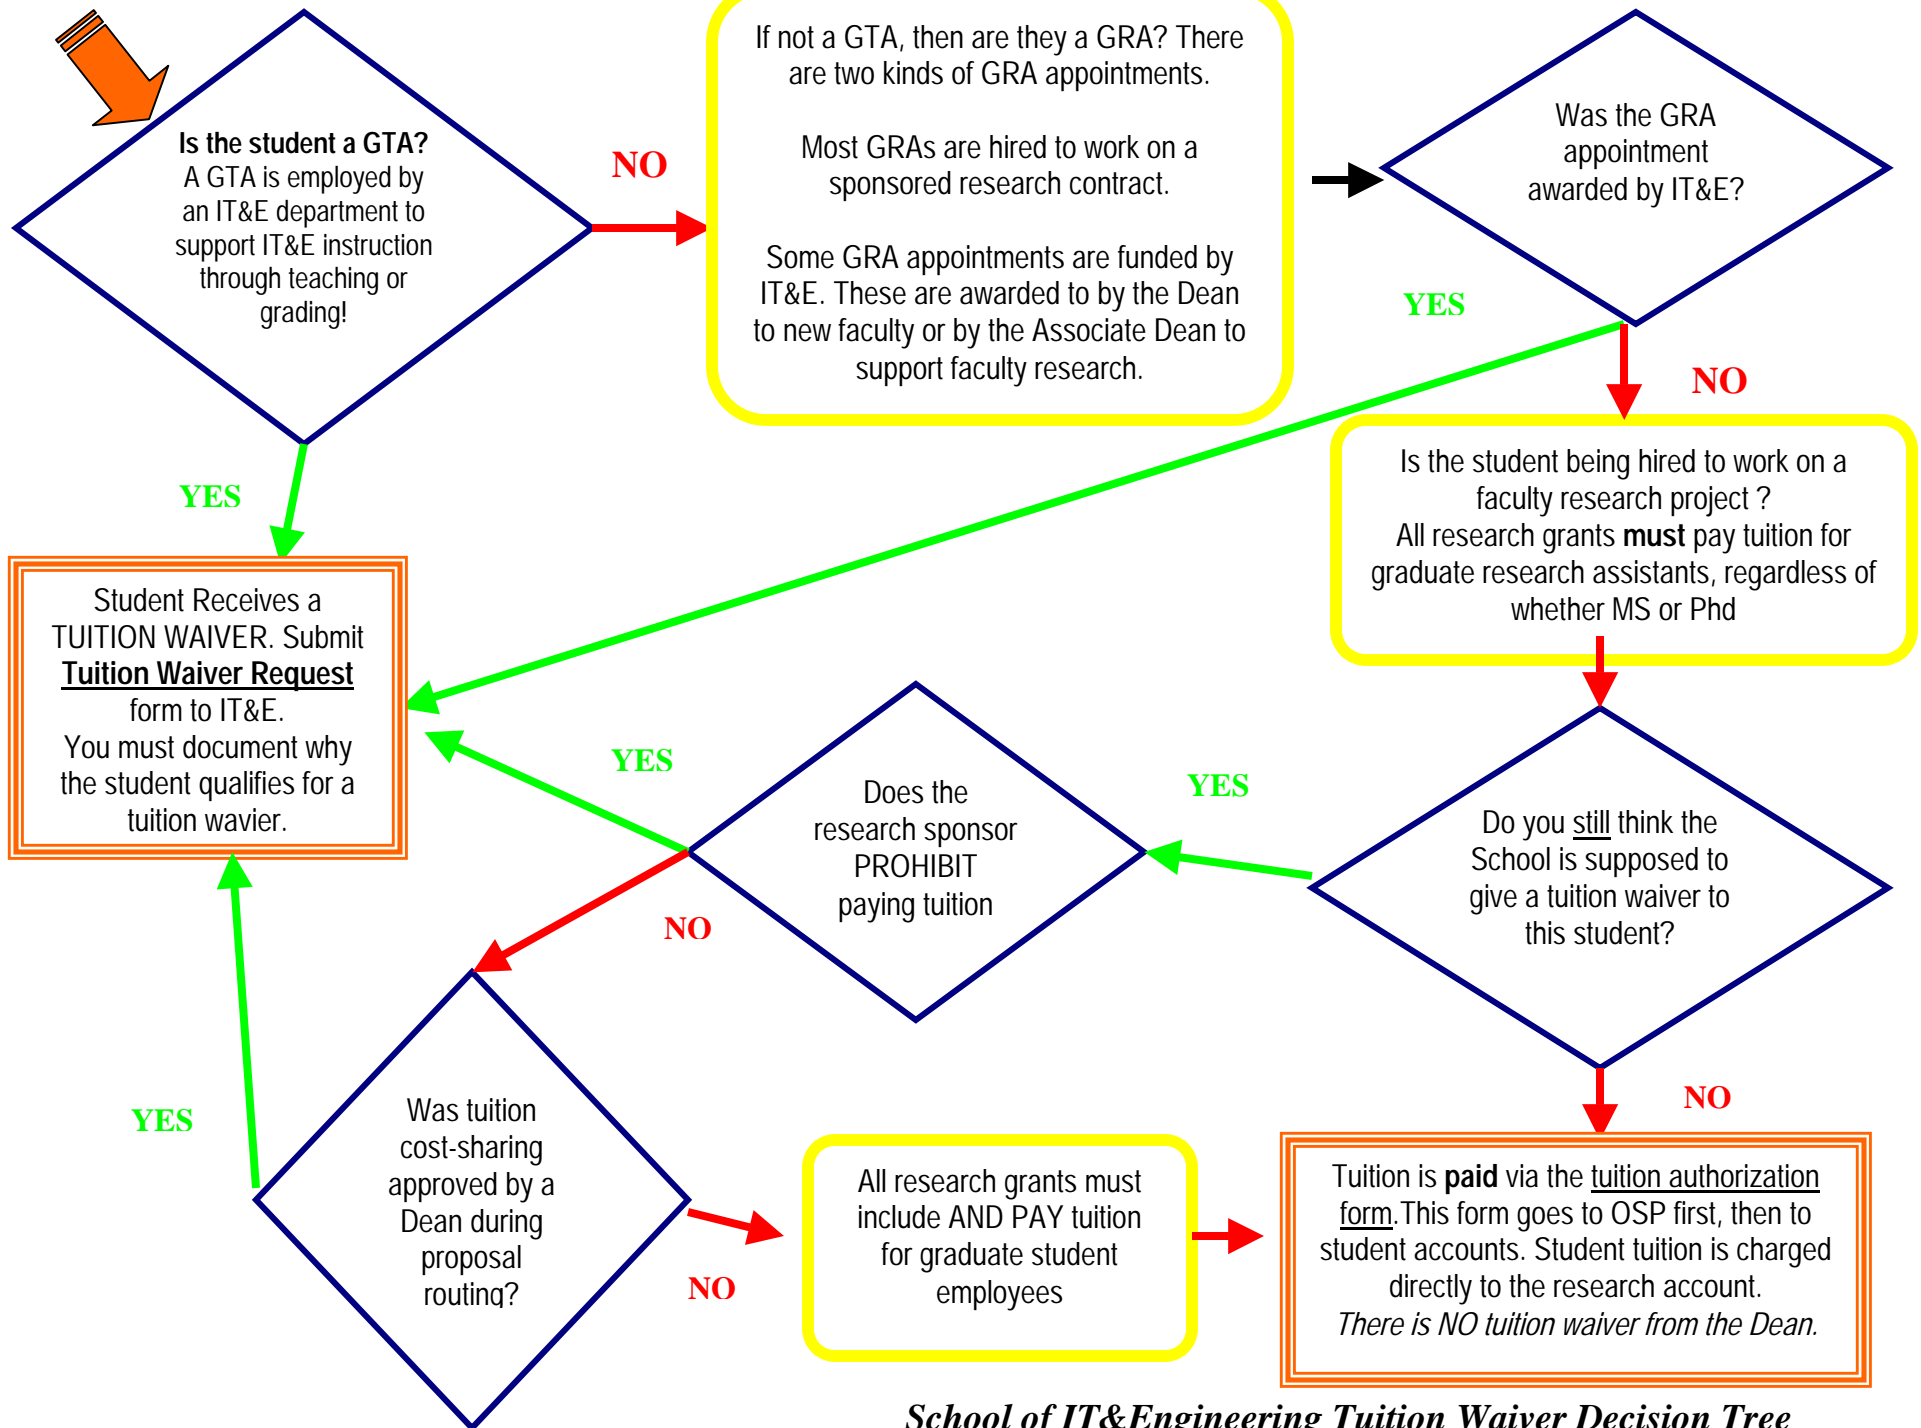 Is the student a GTA?
A GTA is employed by
an IT&E department to
support IT&E instruction
through teaching or
grading!
NO
If not a GTA, then are they a GRA? There
are two kinds of GRA appointments.
Most GRAs are hired to work on a
sponsored research contract.
Some GRA appointments are funded by
IT&E. These are awarded to by the Dean
to new faculty or by the Associate Dean to
support faculty research.
Was the GRA
appointment
awarded by IT&E?
YES
NO
Is the student being hired to work on a
faculty research project ?
All research grants must pay tuition for
graduate research assistants, regardless of
whether MS or Phd
YES
Student Receives a
TUITION WAIVER. Submit
Tuition Waiver Request
form to IT&E.
You must document why
the student qualifies for a
tuition wavier.
YES
Does the
research sponsor
PROHIBIT
paying tuition
YES
Do you still think the
School is supposed to
give a tuition waiver to
this student?
NO
NO
YES
Was tuition
cost-sharing
approved by a
Dean during
proposal
routing?
NO
All research grants must
include AND PAY tuition
for graduate student
employees
Tuition is paid via the tuition authorization
form.This form goes to OSP first, then to
student accounts. Student tuition is charged
directly to the research account.
There is NO tuition waiver from the Dean.
School of IT&Engineering Tuition Waiver Decision Tree